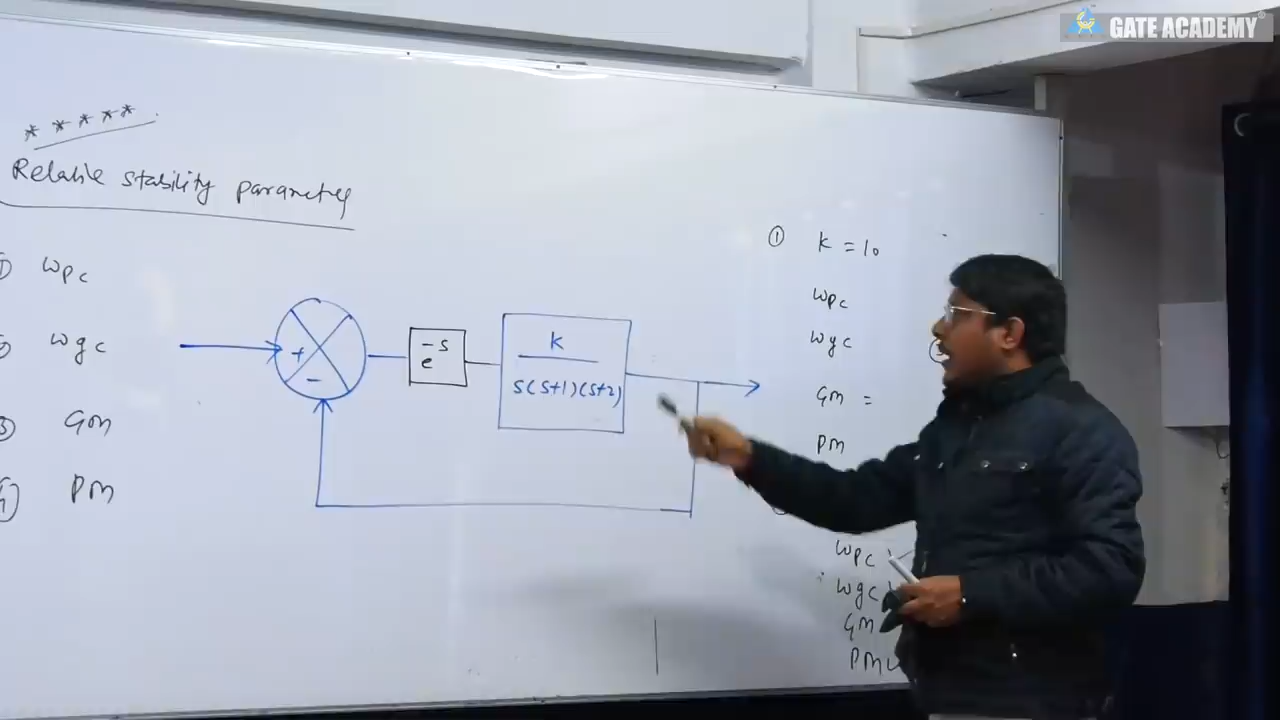 GATE ACADEMY®
*****
Relative stability parameters
① ωpc
② ωgc
③ GM
④ PM
+
−
e^-s
k
s(s+1)(s+2)
① k = 10
ωpc
ωgc
GM =
PM
ωpc
ωgc
GM
PM